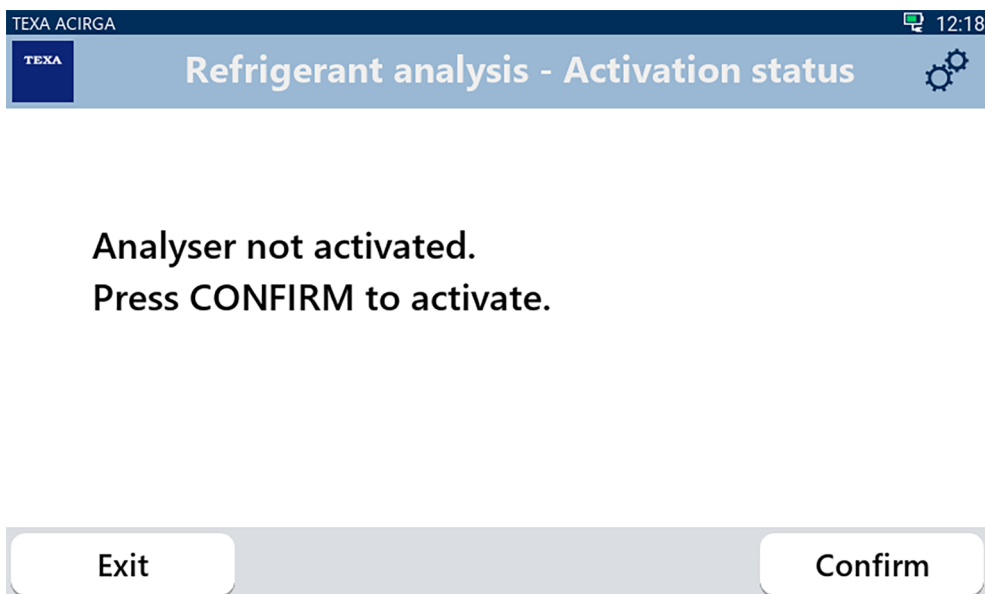 TEXA ACIRGA 12:18
TEXA Refrigerant analysis - Activation status
Analyser not activated.
Press CONFIRM to activate.
Exit Confirm